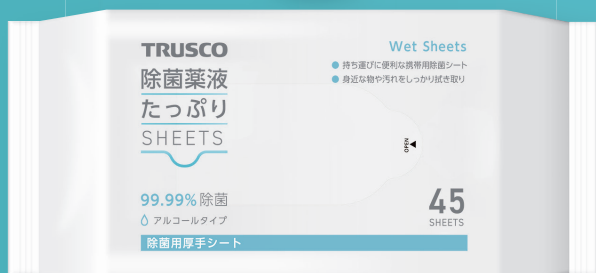 TRUSCO
除菌薬液
たっぷり
SHEETS
99.99%除菌
アルコールタイプ
除菌用厚手シート
Wet Sheets
● 持ち運びに便利な携帯用除菌シート
● 身近な物や汚れをしっかり拭き取り
OPEN
45
SHEETS